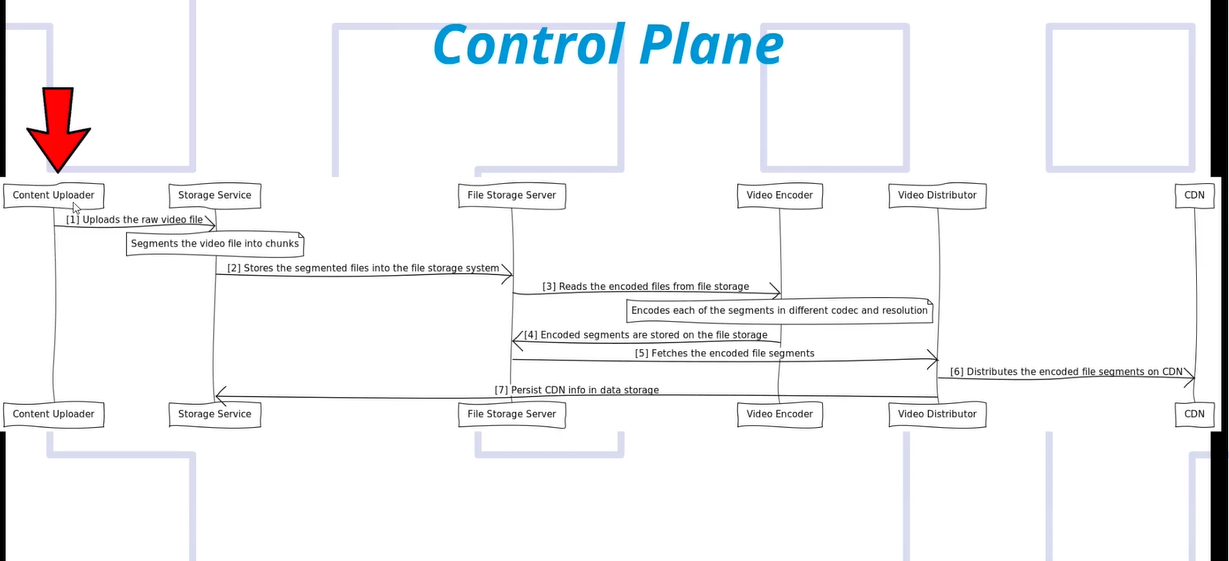 Control Plane
Content Uploader
Storage Service
File Storage Server
Video Encoder
Video Distributor
CDN
[1] Uploads the raw video file
Segments the video file into chunks
[2] Stores the segmented files into the file storage system
[3] Reads the encoded files from file storage
Encodes each of the segments in different codec and resolution
[4] Encoded segments are stored on the file storage
[5] Fetches the encoded file segments
[6] Distributes the encoded file segments on CDN
[7] Persist CDN info in data storage
Content Uploader
Storage Service
File Storage Server
Video Encoder
Video Distributor
CDN